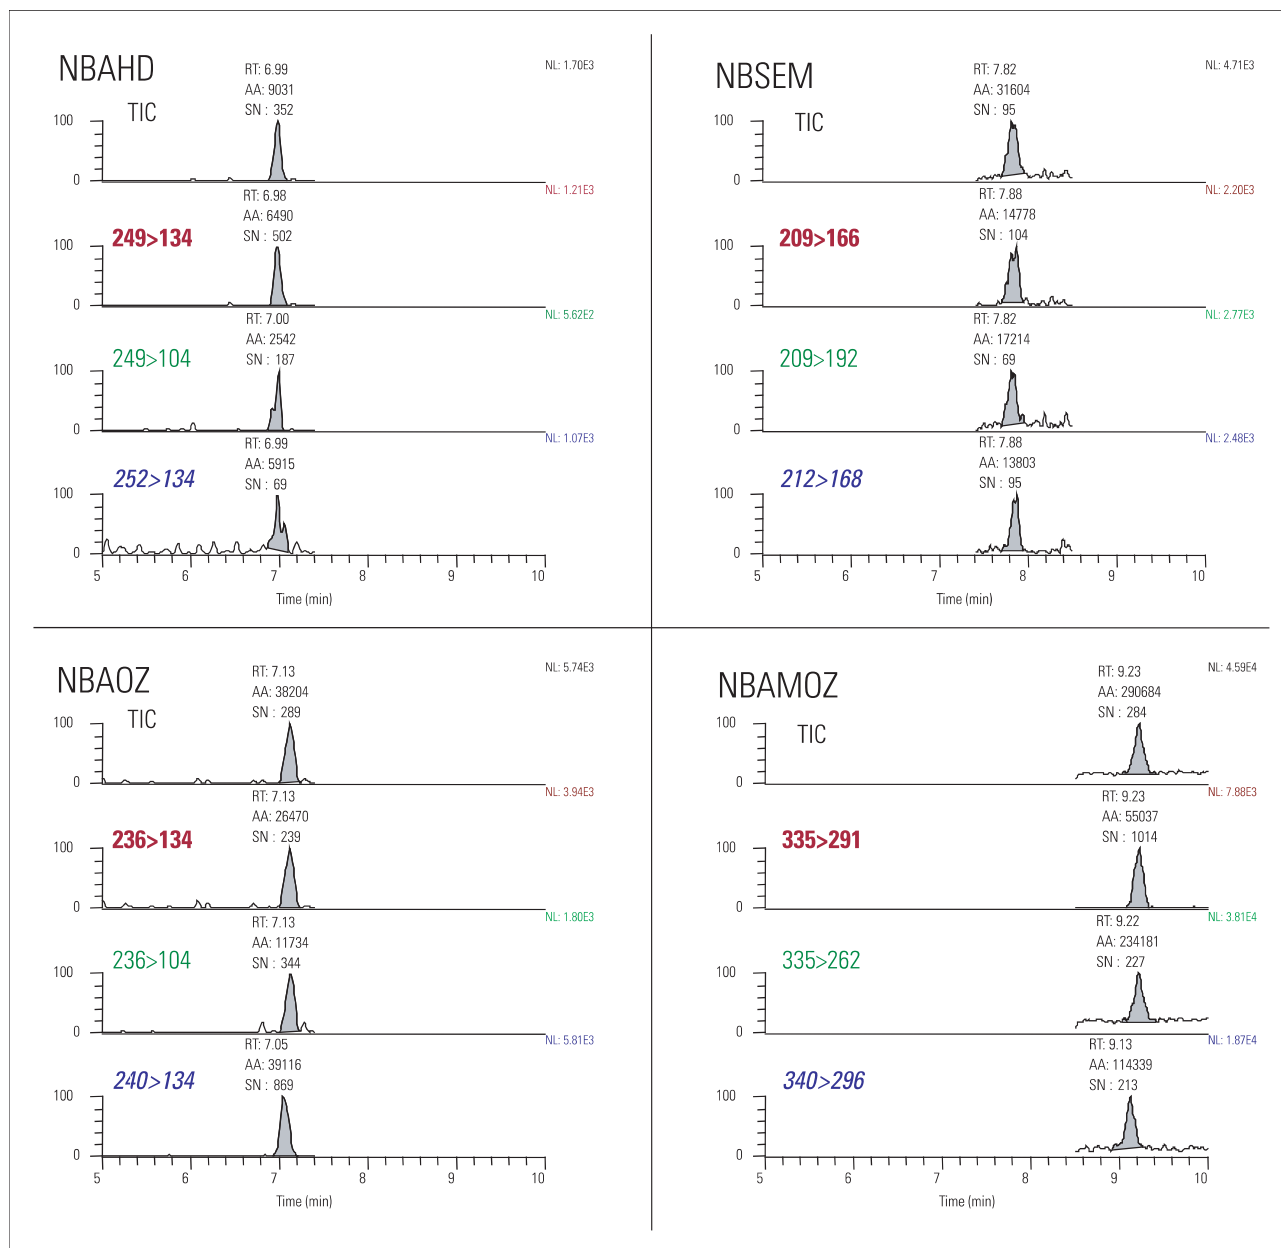 NBAHD
TIC
RT: 6.99
AA: 9031
SN : 352
NL: 1.70E3
100
0
249>134
RT: 6.98
AA: 6490
SN : 502
NL: 1.21E3
100
0
249>104
RT: 7.00
AA: 2542
SN : 187
NL: 5.62E2
100
0
252>134
RT: 6.99
AA: 5915
SN : 69
NL: 1.07E3
100
0
5 6 7 8 9 10
Time (min)
NBSEM
TIC
RT: 7.82
AA: 31604
SN : 95
NL: 4.71E3
100
0
209>166
RT: 7.88
AA: 14778
SN : 104
NL: 2.20E3
100
0
209>192
RT: 7.82
AA: 17214
SN : 69
NL: 2.77E3
100
0
212>168
RT: 7.88
AA: 13803
SN : 95
NL: 2.48E3
100
0
5 6 7 8 9 10
Time (min)
NBAOZ
TIC
RT: 7.13
AA: 38204
SN : 289
NL: 5.74E3
100
0
236>134
RT: 7.13
AA: 26470
SN : 239
NL: 3.94E3
100
0
236>104
RT: 7.13
AA: 11734
SN : 344
NL: 1.80E3
100
0
240>134
RT: 7.05
AA: 39116
SN : 869
NL: 5.81E3
100
0
5 6 7 8 9 10
Time (min)
NBAMOZ
TIC
RT: 9.23
AA: 290684
SN : 284
NL: 4.59E4
100
0
335>291
RT: 9.23
AA: 55037
SN : 1014
NL: 7.88E3
100
0
335>262
RT: 9.22
AA: 234181
SN : 227
NL: 3.81E4
100
0
340>296
RT: 9.13
AA: 114339
SN : 213
NL: 1.87E4
100
0
5 6 7 8 9 10
Time (min)